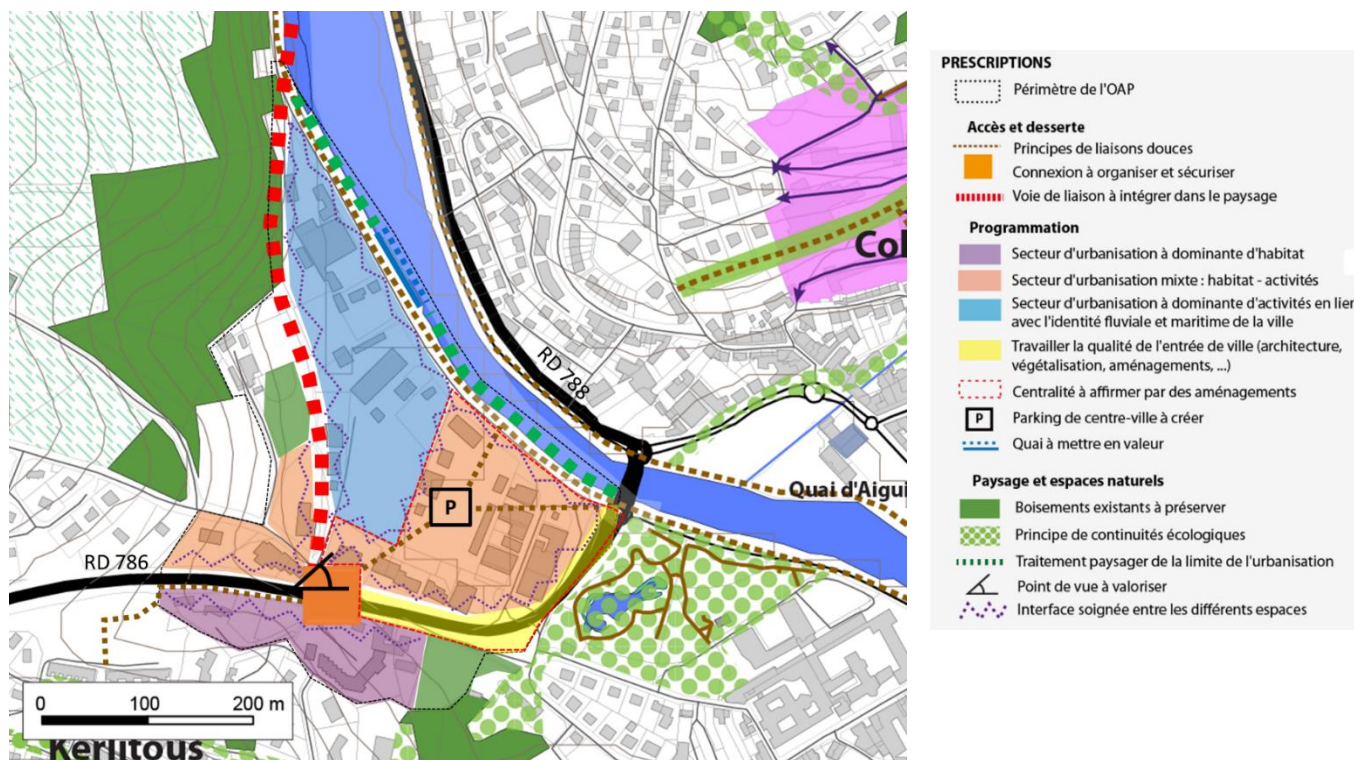 RD 788
Col
Quai d'Aigui
P
RD 786
0 100 200 m
Kerlitous
PRESCRIPTIONS
Périmètre de l'OAP
Accès et desserte
Principes de liaisons douces
Connexion à organiser et sécuriser
Voie de liaison à intégrer dans le paysage
Programmation
Secteur d'urbanisation à dominante d'habitat
Secteur d'urbanisation mixte : habitat - activités
Secteur d'urbanisation à dominante d'activités en lien
avec l'identité fluviale et maritime de la ville
Travailler la qualité de l'entrée de ville (architecture,
végétalisation, aménagements, ...)
Centralité à affirmer par des aménagements
P Parking de centre-ville à créer
Quai à mettre en valeur
Paysage et espaces naturels
Boisements existants à préserver
Principe de continuités écologiques
Traitement paysager de la limite de l'urbanisation
Point de vue à valoriser
Interface soignée entre les différents espaces